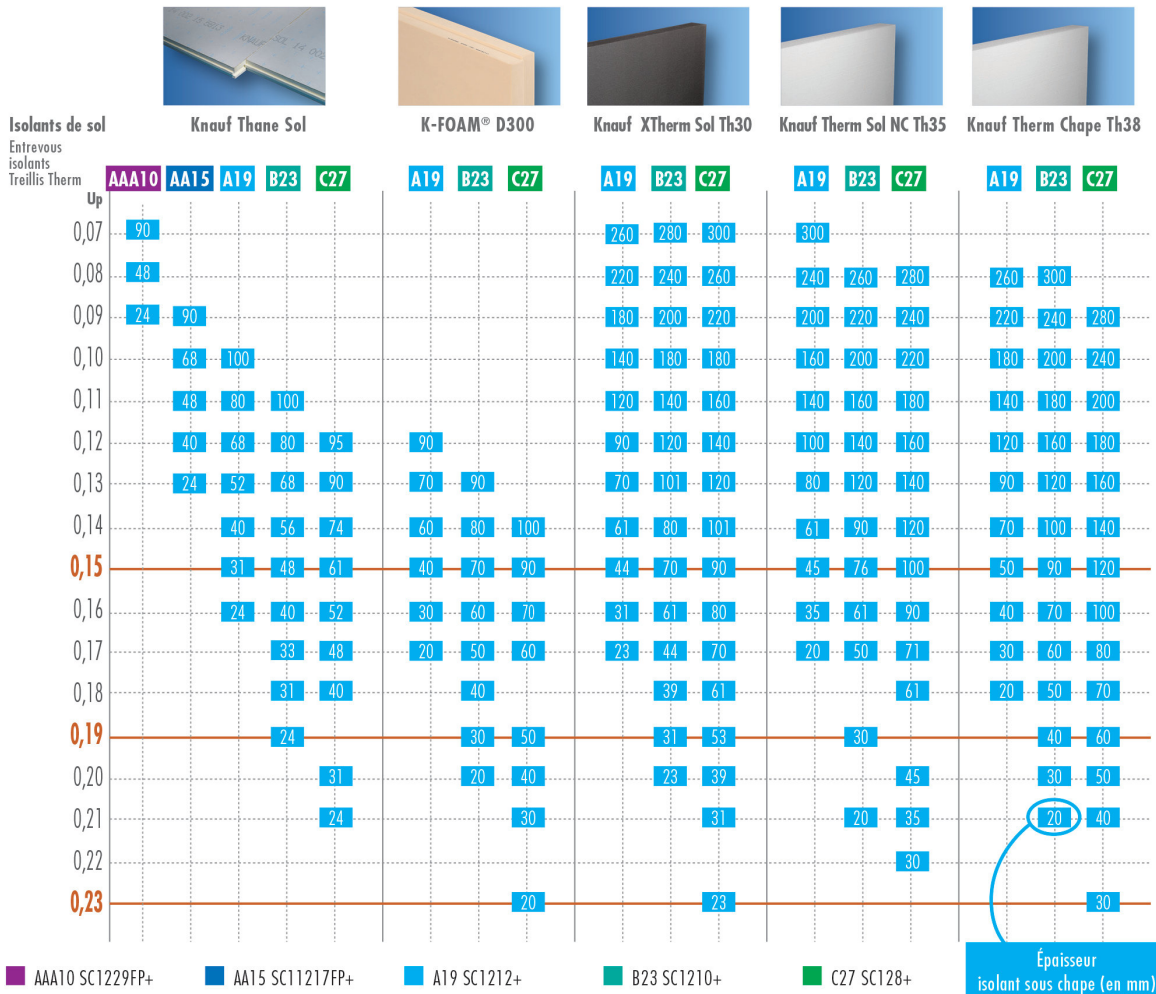 KNAUF
Isolants de sol
Knauf Thane Sol K-FOAM® D300 Knauf XTherm Sol Th30 Knauf Therm Sol NC Th35 Knauf Therm Chape Th38
Entrevous
isolants
Treillis Therm
AAA10 AA15 A19 B23 C27 A19 B23 C27 A19 B23 C27 A19 B23 C27 A19 B23 C27
Up
0,07 90 260 280 300 300
0,08 48 220 240 260 240 260 280 260 300
0,09 24 90 180 200 220 200 220 240 220 240 280
0,10 68 100 140 180 180 160 200 220 180 200 240
0,11 48 80 100 120 140 160 140 160 180 140 180 200
0,12 40 68 80 95 90 90 120 140 100 140 160 120 160 180
0,13 24 52 68 90 70 90 70 101 120 80 120 140 90 120 160
0,14 40 56 74 60 80 100 61 80 101 61 90 120 70 100 140
0,15 31 48 61 40 70 90 44 70 90 45 76 100 50 90 120
0,16 24 40 52 30 60 70 31 61 80 35 61 90 40 70 100
0,17 33 48 20 50 60 23 44 70 20 50 71 30 60 80
0,18 31 40 40 39 61 61 20 50 70
0,19 24 30 50 31 53 30 40 60
0,20 31 20 40 23 39 45 30 50
0,21 24 30 31 20 35 20 40
0,22 30
0,23 20 23 30
AAA10 SC1229FP+ AA15 SC11217FP+ A19 SC1212+ B23 SC1210+ C27 SC128+
Épaisseur
isolant sous chape (en mm)